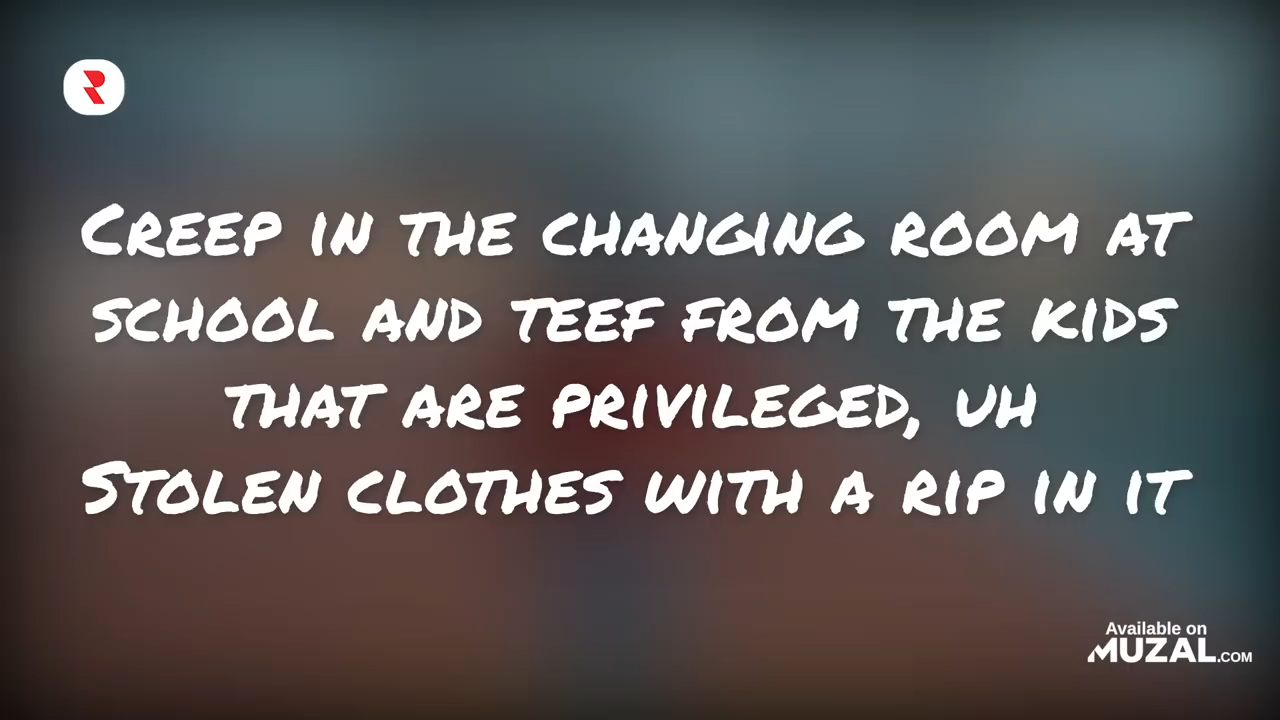 Creep in the changing room at
school and teef from the kids
that are privileged, uh
Stolen clothes with a rip in it
Available on
MUZAL.COM